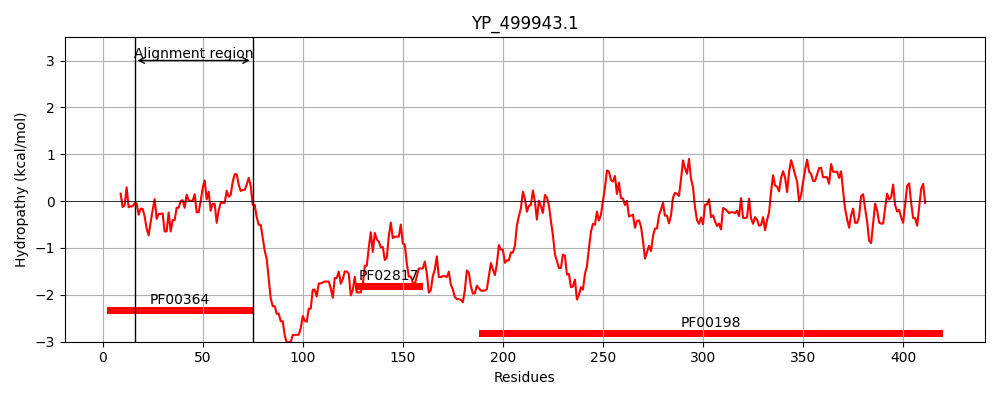 YP_499943.1
Alignment region
3
2
1
0
−1
−2
−3
Hydropathy (kcal/mol)
PF02817
PF00364
PF00198
0 50 100 150 200 250 300 350 400
Residues